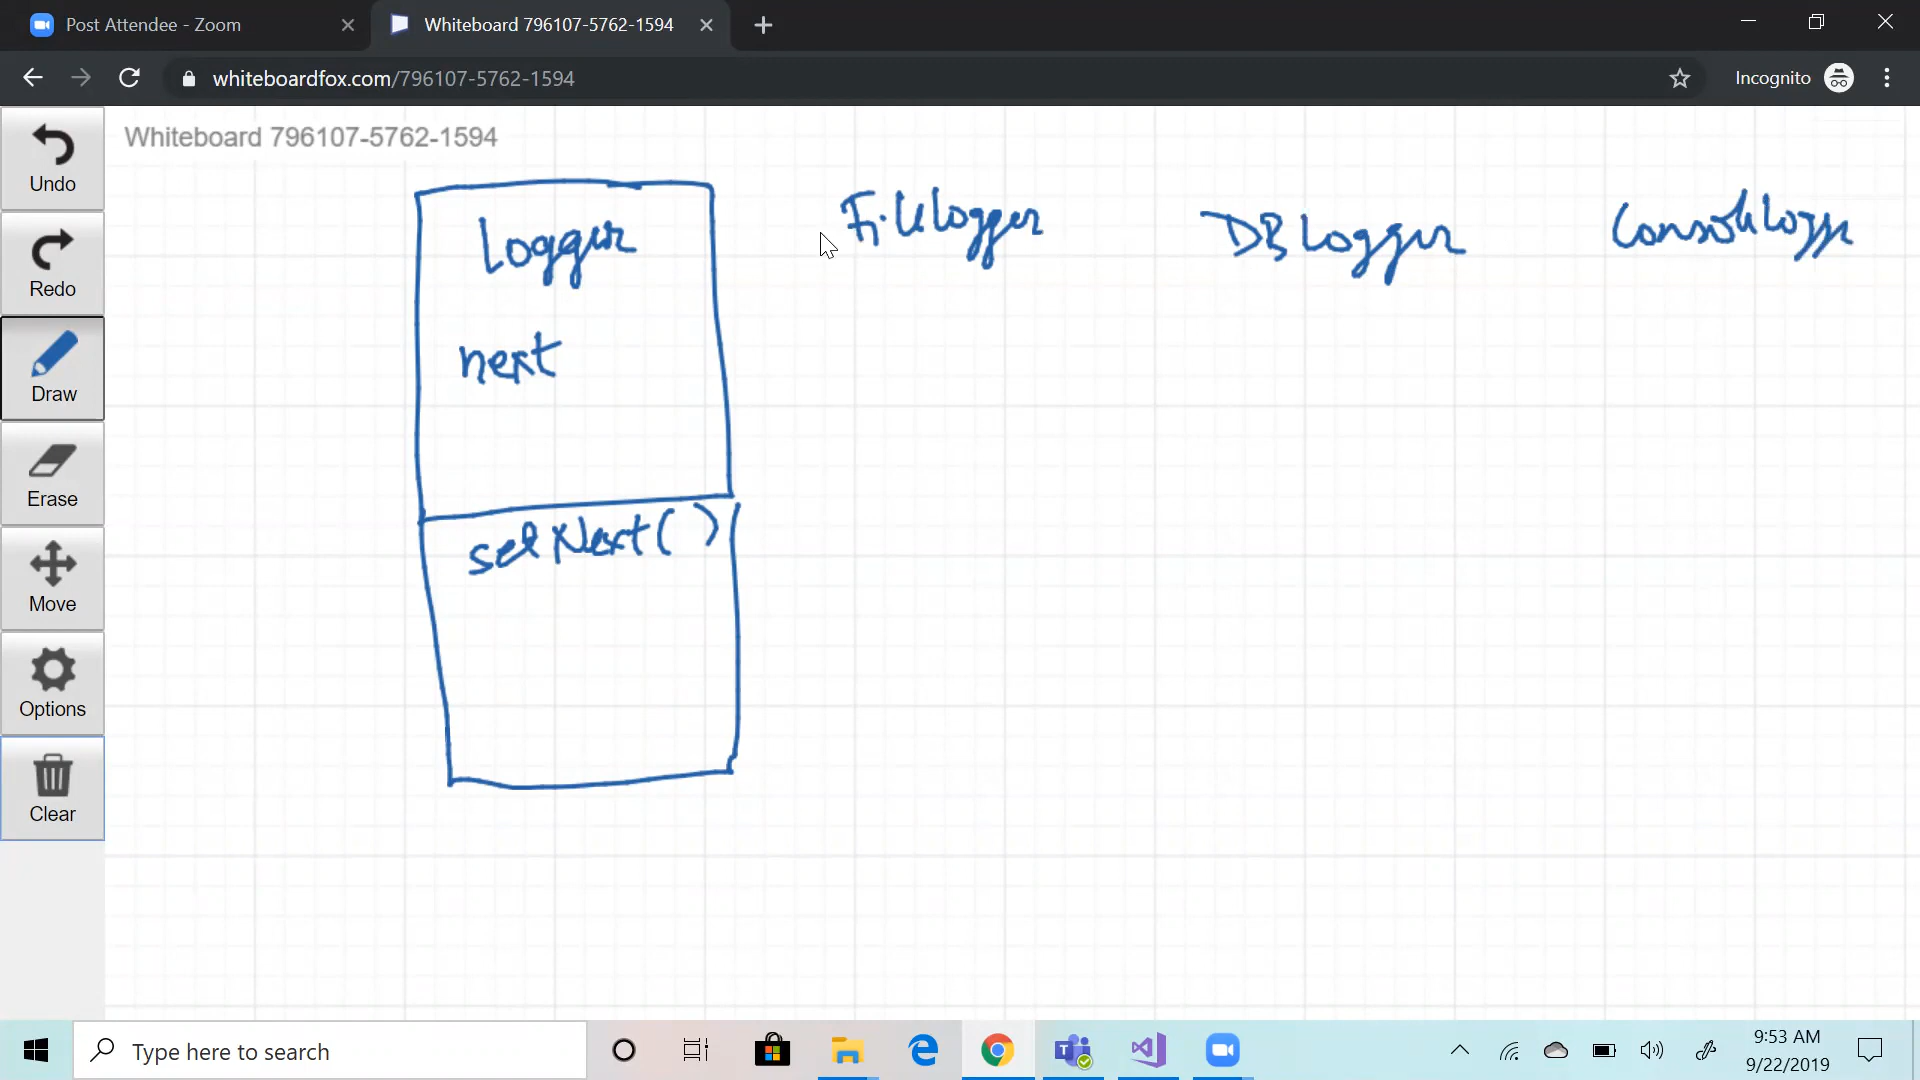 Post Attendee - Zoom
Whiteboard 796107-5762-1594
whiteboardfox.com/796107-5762-1594
Incognito
Undo
Redo
Draw
Erase
Move
Options
Clear
Whiteboard 796107-5762-1594
Logger
next
setNext( )
FileLogger
DB Logger
ConsoleLogger
Type here to search
9:53 AM
9/22/2019